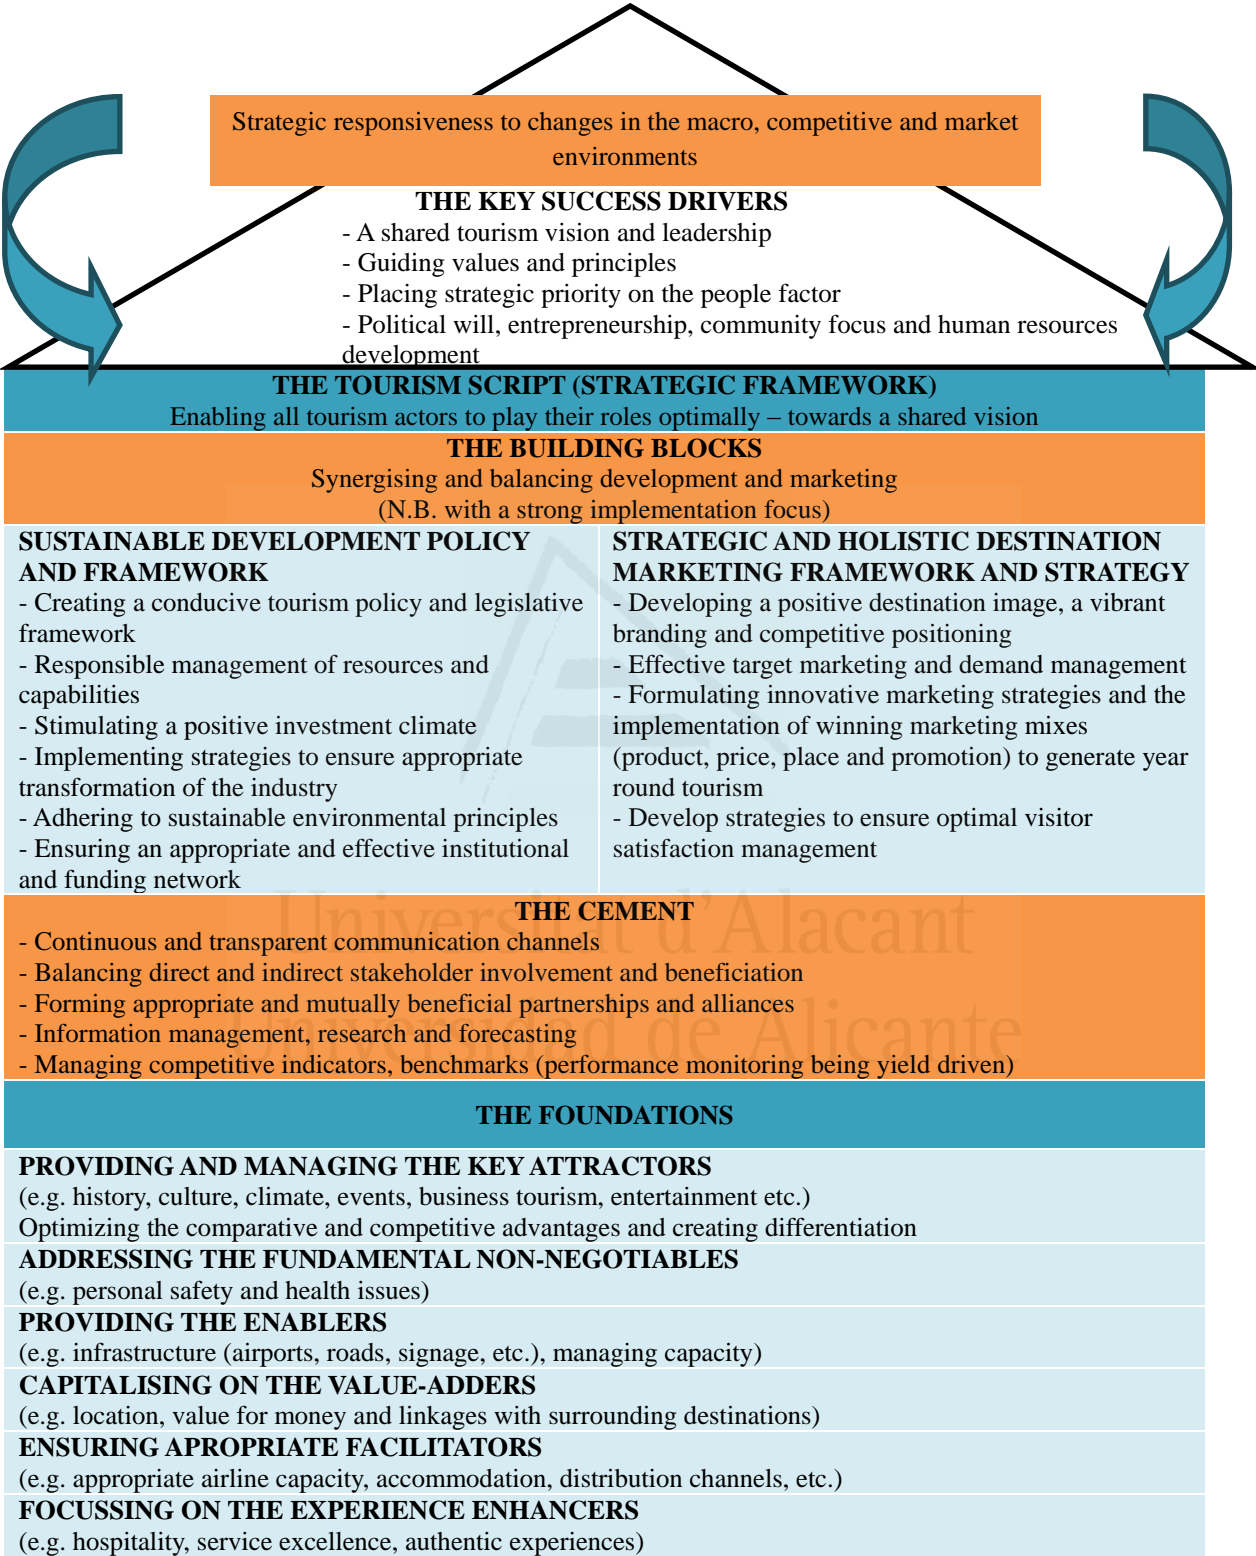 Strategic responsiveness to changes in the macro, competitive and market
environments
THE KEY SUCCESS DRIVERS
- A shared tourism vision and leadership
- Guiding values and principles
- Placing strategic priority on the people factor
- Political will, entrepreneurship, community focus and human resources
development
THE TOURISM SCRIPT (STRATEGIC FRAMEWORK)
Enabling all tourism actors to play their roles optimally – towards a shared vision
THE BUILDING BLOCKS
Synergising and balancing development and marketing
(N.B. with a strong implementation focus)
SUSTAINABLE DEVELOPMENT POLICY
AND FRAMEWORK
- Creating a conducive tourism policy and legislative
framework
- Responsible management of resources and
capabilities
- Stimulating a positive investment climate
- Implementing strategies to ensure appropriate
transformation of the industry
- Adhering to sustainable environmental principles
- Ensuring an appropriate and effective institutional
and funding network
STRATEGIC AND HOLISTIC DESTINATION
MARKETING FRAMEWORK AND STRATEGY
- Developing a positive destination image, a vibrant
branding and competitive positioning
- Effective target marketing and demand management
- Formulating innovative marketing strategies and the
implementation of winning marketing mixes
(product, price, place and promotion) to generate year
round tourism
- Develop strategies to ensure optimal visitor
satisfaction management
Universitat d'Alacant
Universidad de Alicante
THE CEMENT
- Continuous and transparent communication channels
- Balancing direct and indirect stakeholder involvement and beneficiation
- Forming appropriate and mutually beneficial partnerships and alliances
- Information management, research and forecasting
- Managing competitive indicators, benchmarks (performance monitoring being yield driven)
THE FOUNDATIONS
PROVIDING AND MANAGING THE KEY ATTRACTORS
(e.g. history, culture, climate, events, business tourism, entertainment etc.)
Optimizing the comparative and competitive advantages and creating differentiation
ADDRESSING THE FUNDAMENTAL NON-NEGOTIABLES
(e.g. personal safety and health issues)
PROVIDING THE ENABLERS
(e.g. infrastructure (airports, roads, signage, etc.), managing capacity)
CAPITALISING ON THE VALUE-ADDERS
(e.g. location, value for money and linkages with surrounding destinations)
ENSURING APROPRIATE FACILITATORS
(e.g. appropriate airline capacity, accommodation, distribution channels, etc.)
FOCUSSING ON THE EXPERIENCE ENHANCERS
(e.g. hospitality, service excellence, authentic experiences)